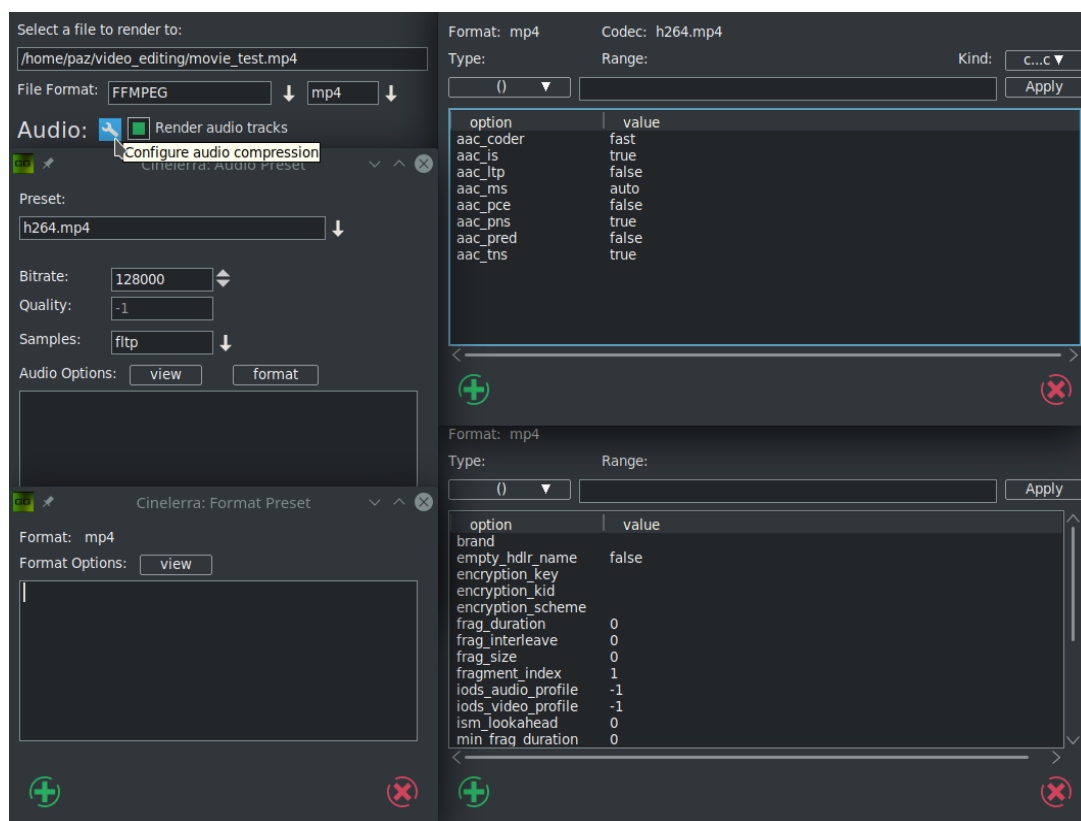 Select a file to render to:
/home/paz/video_editing/movie_test.mp4
File Format: FFMPEG mp4
Audio: Render audio tracks
Configure audio compression
Cinelerra: Audio Preset
Preset:
h264.mp4
Bitrate: 128000
Quality: -1
Samples: fltp
Audio Options: view format
Cinelerra: Format Preset
Format: mp4
Format Options: view
Format: mp4 Codec: h264.mp4
Type: Range: Kind: c...c
() Apply
option value
aac_coder fast
aac_is true
aac_ltp false
aac_ms auto
aac_pce false
aac_pns true
aac_pred false
aac_tns true
Format: mp4
Type: Range:
() Apply
option value
brand
empty_hdlr_name false
encryption_key
encryption_kid
encryption_scheme
frag_duration 0
frag_interleave 0
frag_size 0
fragment_index 1
iods_audio_profile -1
iods_video_profile -1
ism_lookahead 0
min_frag_duration 0